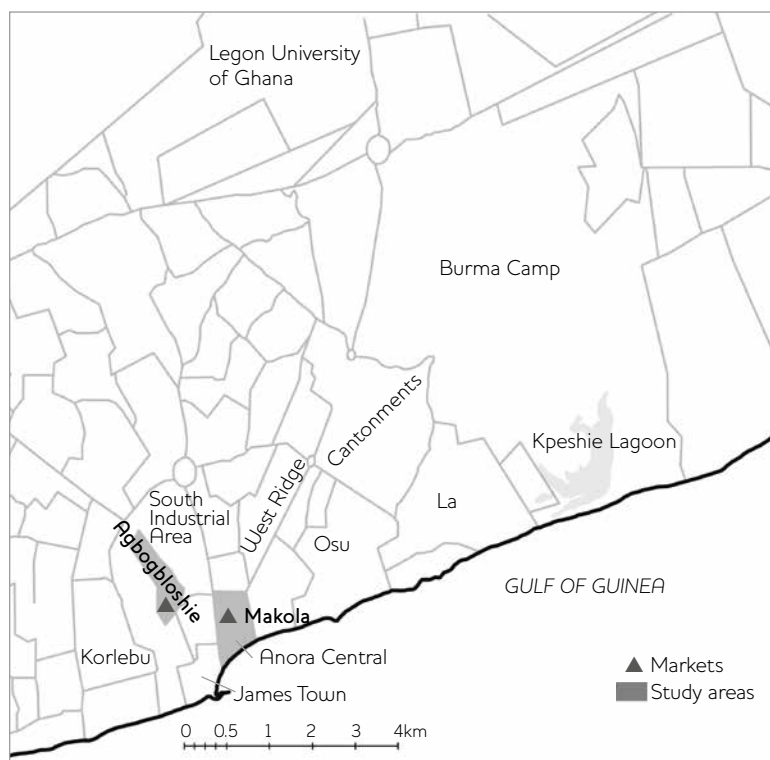 Legon University
of Ghana
Burma Camp
Cantonments
Kpeshie Lagoon
West Ridge
La
South
Industrial
Area
Agbogbloshie
Osu
GULF OF GUINEA
Makola
Korlebu
Anora Central
Markets
James Town
Study areas
0 0.5 1 2 3 4km